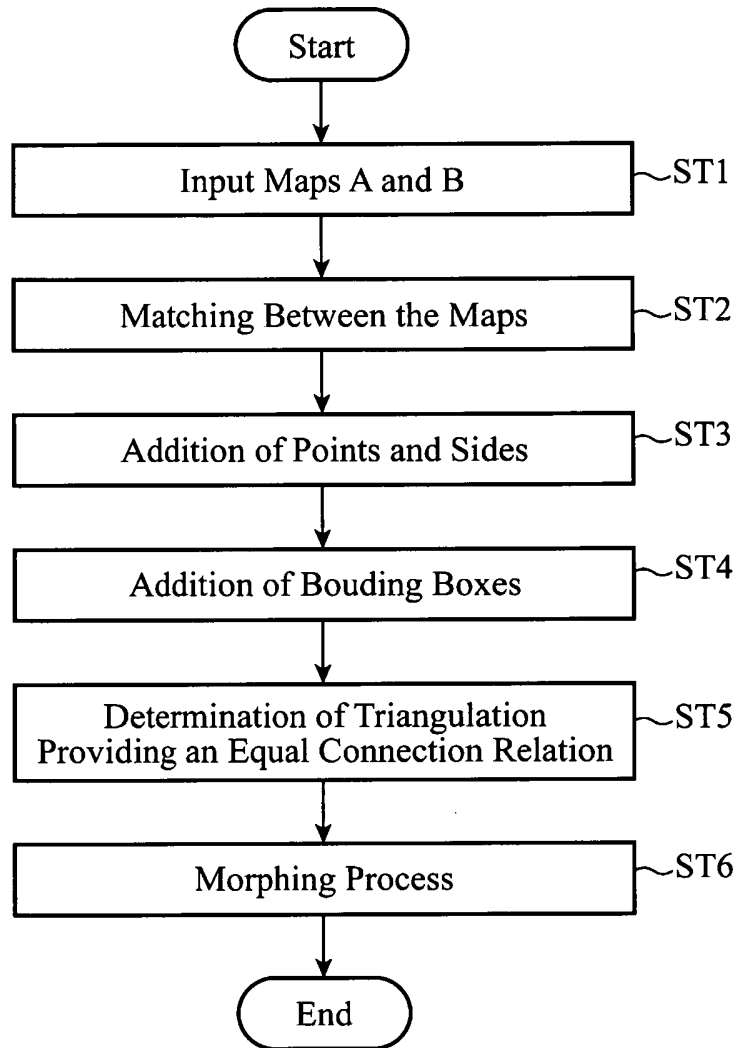 Start
Input Maps A and B
ST1
Matching Between the Maps
ST2
Addition of Points and Sides
ST3
Addition of Bouding Boxes
ST4
Determination of Triangulation
Providing an Equal Connection Relation
ST5
Morphing Process
ST6
End